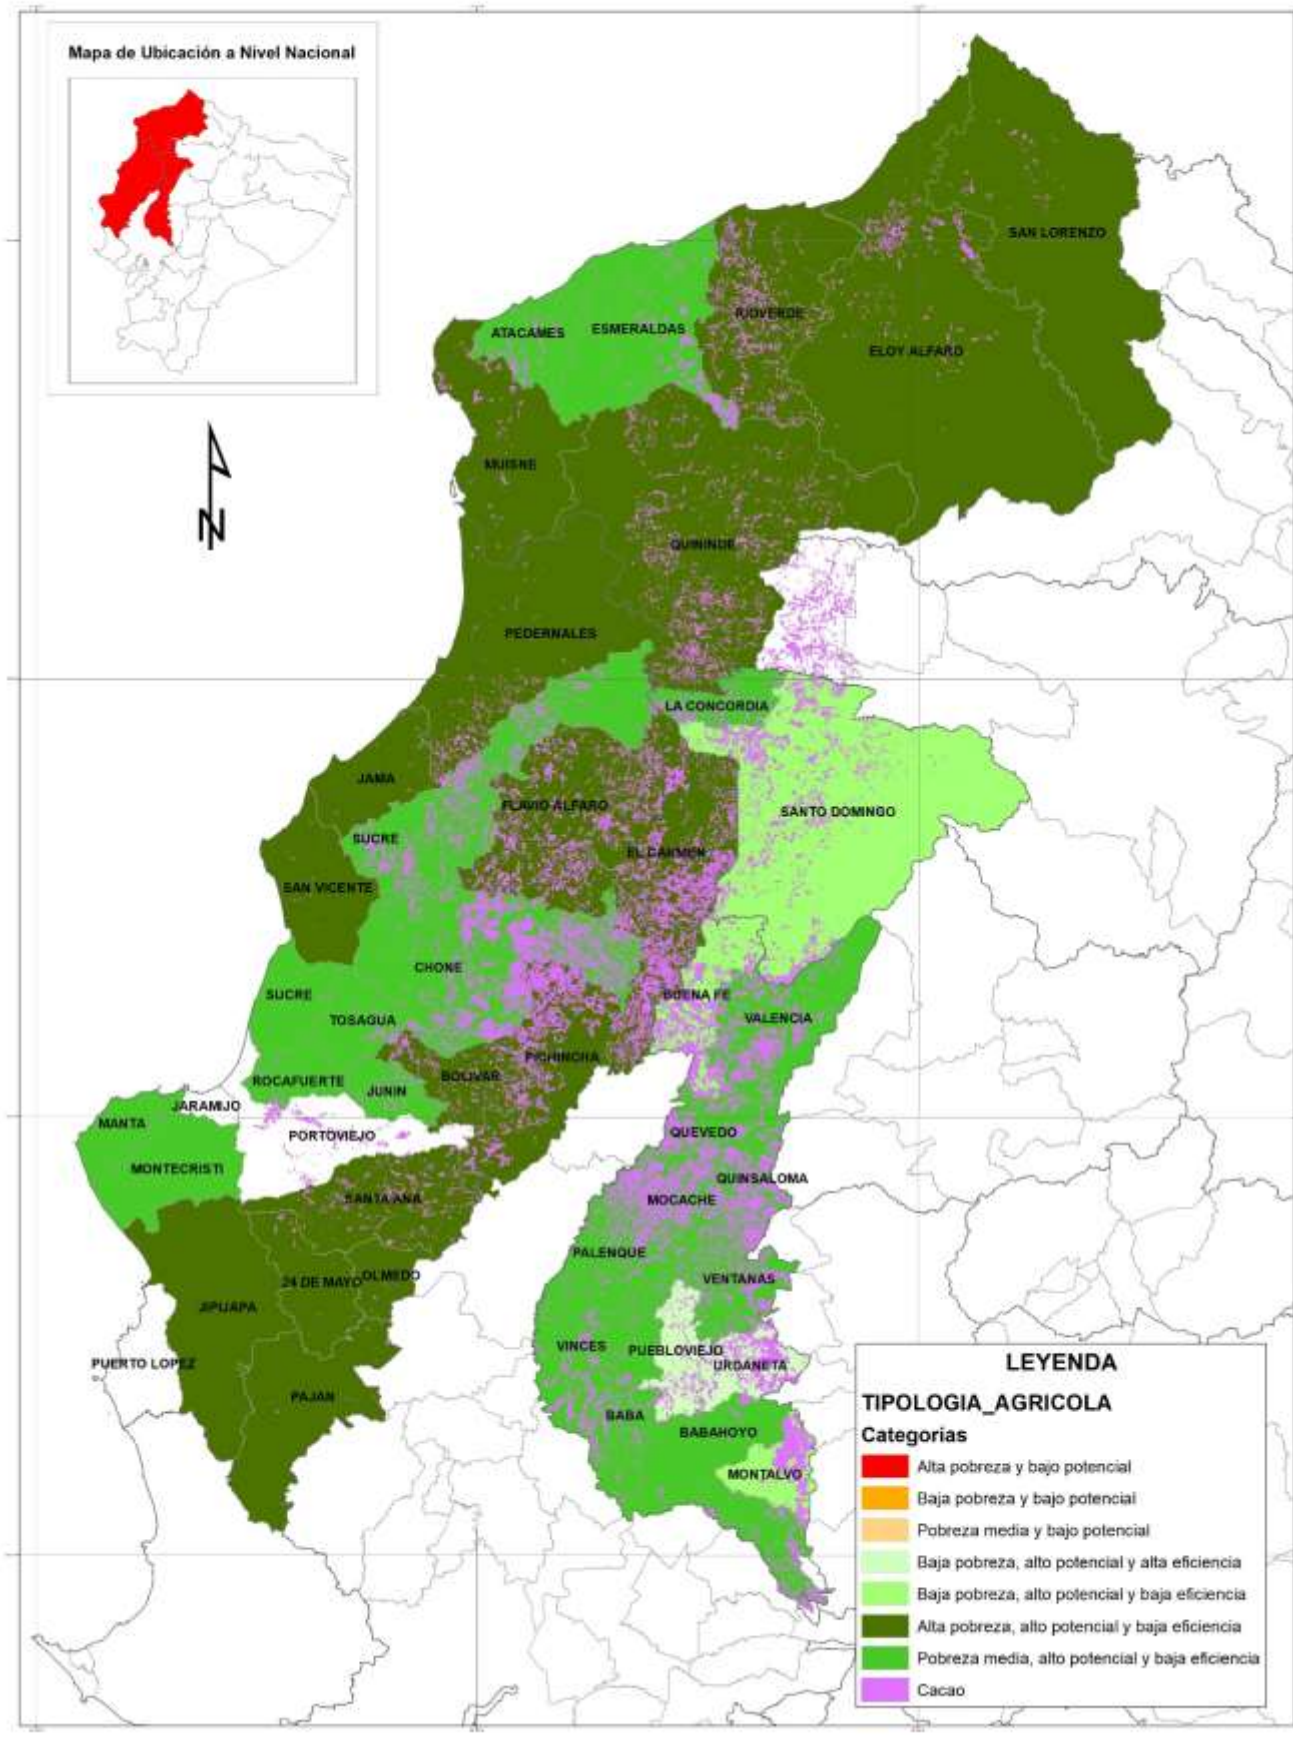 Mapa de Ubicación a Nivel Nacional
N
SAN LORENZO
RIOVERDE
ATACAMES
ESMERALDAS
ELOY ALFARO
MUISNE
QUININDE
PEDERNALES
LA CONCORDIA
JAMA
FLAVIO ALFARO
SANTO DOMINGO
SUCRE
EL CARMEN
SAN VICENTE
CHONE
SUCRE
BUENA FE
TOSAGUA
VALENCIA
PICHINCHA
BOLIVAR
ROCAFUERTE
JUNIN
JARAMIJO
MANTA
PORTOVIEJO
QUEVEDO
MONTECRISTI
QUINSALOMA
SANTA ANA
MOCACHE
PALENQUE
24 DE MAYO
OLMEDO
VENTANAS
JIPIJAPA
VINCES
PUEBLOVIEJO
PUERTO LOPEZ
URDANETA
PAJAN
BABA
BABAHOYO
MONTALVO
LEYENDA
TIPOLOGIA_AGRICOLA
Categorias
Alta pobreza y bajo potencial
Baja pobreza y bajo potencial
Pobreza media y bajo potencial
Baja pobreza, alto potencial y alta eficiencia
Baja pobreza, alto potencial y baja eficiencia
Alta pobreza, alto potencial y baja eficiencia
Pobreza media, alto potencial y baja eficiencia
Cacao